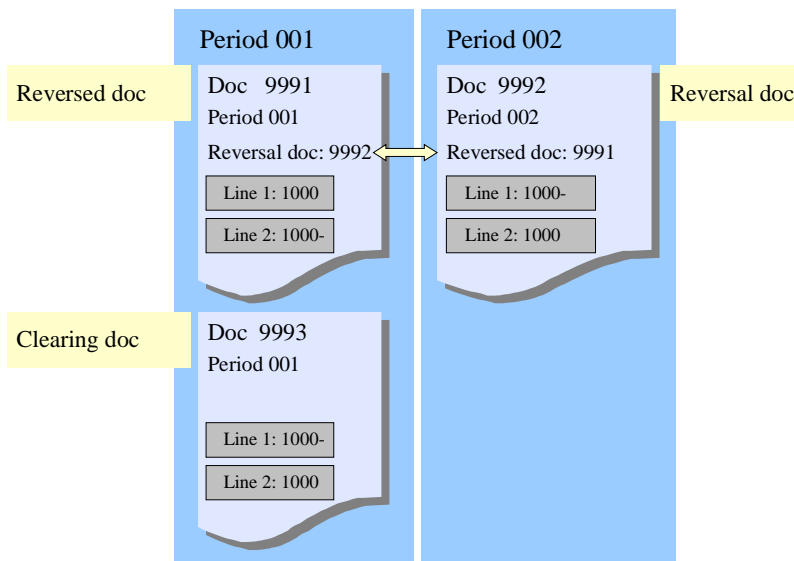 Period 001
Period 002
Reversed doc
Doc 9991
Period 001
Reversal doc: 9992
Line 1: 1000
Line 2: 1000-
Doc 9992
Period 002
Reversed doc: 9991
Line 1: 1000-
Line 2: 1000
Reversal doc
Clearing doc
Doc 9993
Period 001
Line 1: 1000-
Line 2: 1000